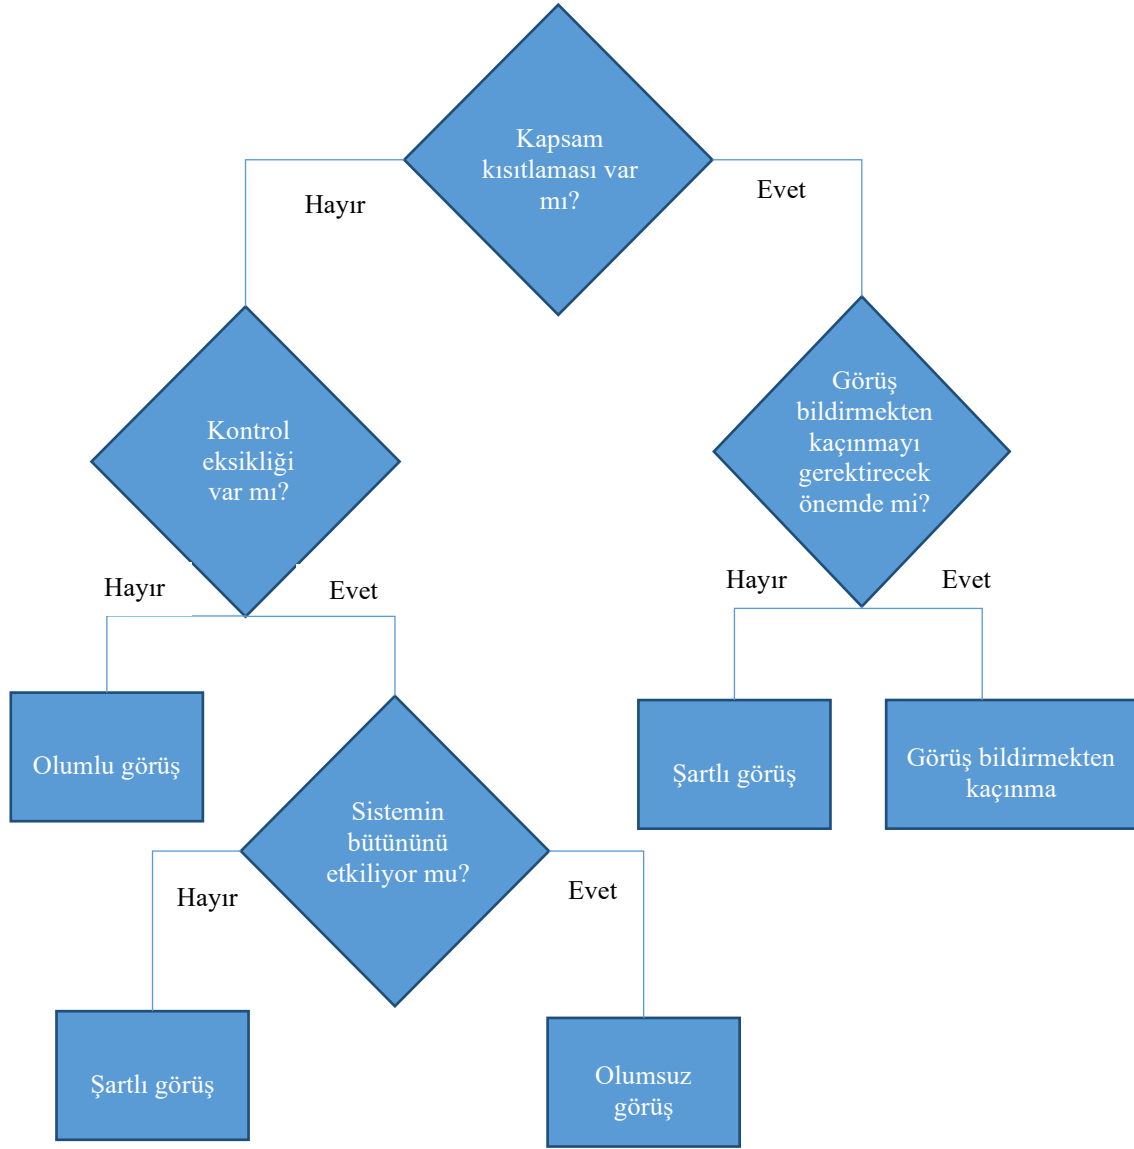 Kapsam
kısıtlaması var
mı?
Hayır
Evet
Kontrol
eksikliği
var mı?
Görüş
bildirmekten
kaçınmayı
gerektirecek
önemde mi?
Hayır
Evet
Hayır
Evet
Olumlu görüş
Sistemin
bütününü
etkiliyor mu?
Şartlı görüş
Görüş bildirmekten
kaçınma
Hayır
Evet
Şartlı görüş
Olumsuz
görüş